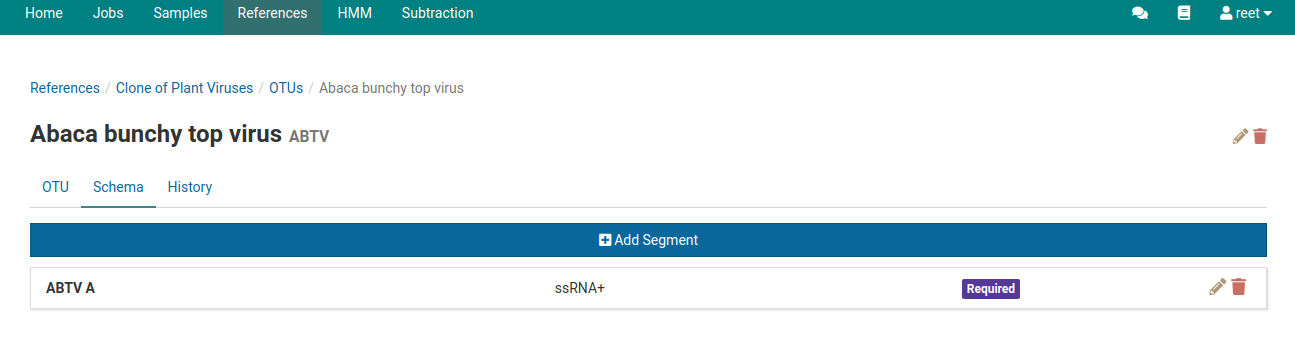 Home Jobs Samples References HMM Subtraction reet
References / Clone of Plant Viruses / OTUs / Abaca bunchy top virus
Abaca bunchy top virus ABTV
OTU Schema History
Add Segment
ABTV A ssRNA+ Required